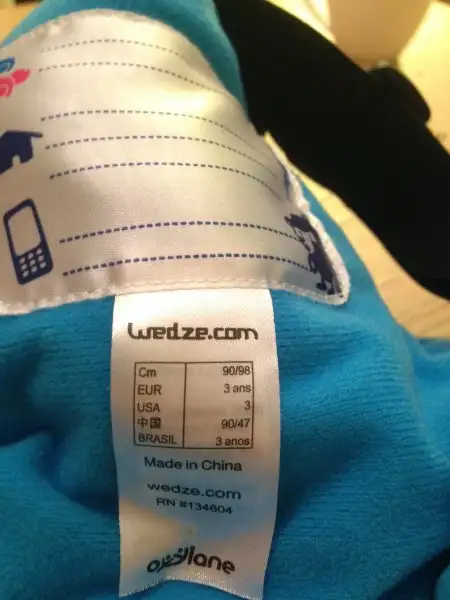 wedze.com
Cm 90/98
EUR 3 ans
USA 3
中国 90/47
BRASIL 3 anos
Made in China
wedze.com
RN #134604
oxylane